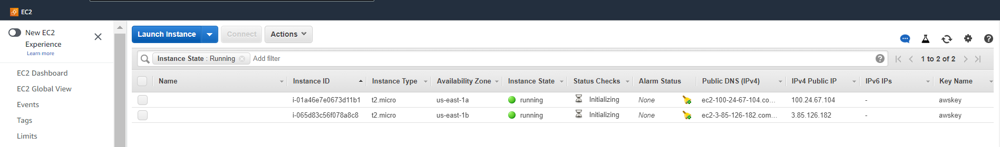 EC2
New EC2
Experience
Learn more
EC2 Dashboard
EC2 Global View
Events
Tags
Limits
Launch Instance Connect Actions
Instance State : Running Add filter 1 to 2 of 2
Name Instance ID Instance Type Availability Zone Instance State Status Checks Alarm Status Public DNS (IPv4) IPv4 Public IP IPv6 IPs Key Name
i-01a46e7e0673d11b1 t2.micro us-east-1a running Initializing None ec2-100-24-67-104.co... 100.24.67.104 - awskey
i-065d83c56f078a8c8 t2.micro us-east-1b running Initializing None ec2-3-85-126-182.com... 3.85.126.182 - awskey